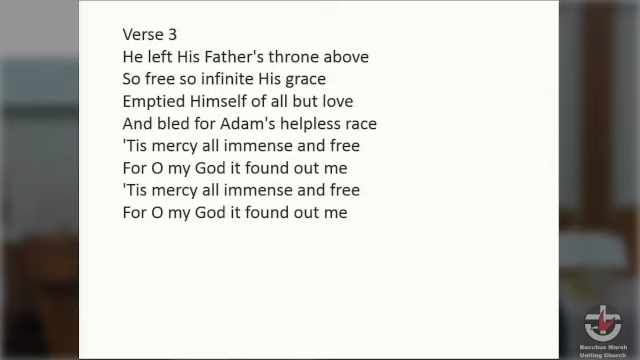 Verse 3
He left His Father's throne above
So free so infinite His grace
Emptied Himself of all but love
And bled for Adam's helpless race
'Tis mercy all immense and free
For O my God it found out me
'Tis mercy all immense and free
For O my God it found out me
Bacchus Marsh
Uniting Church